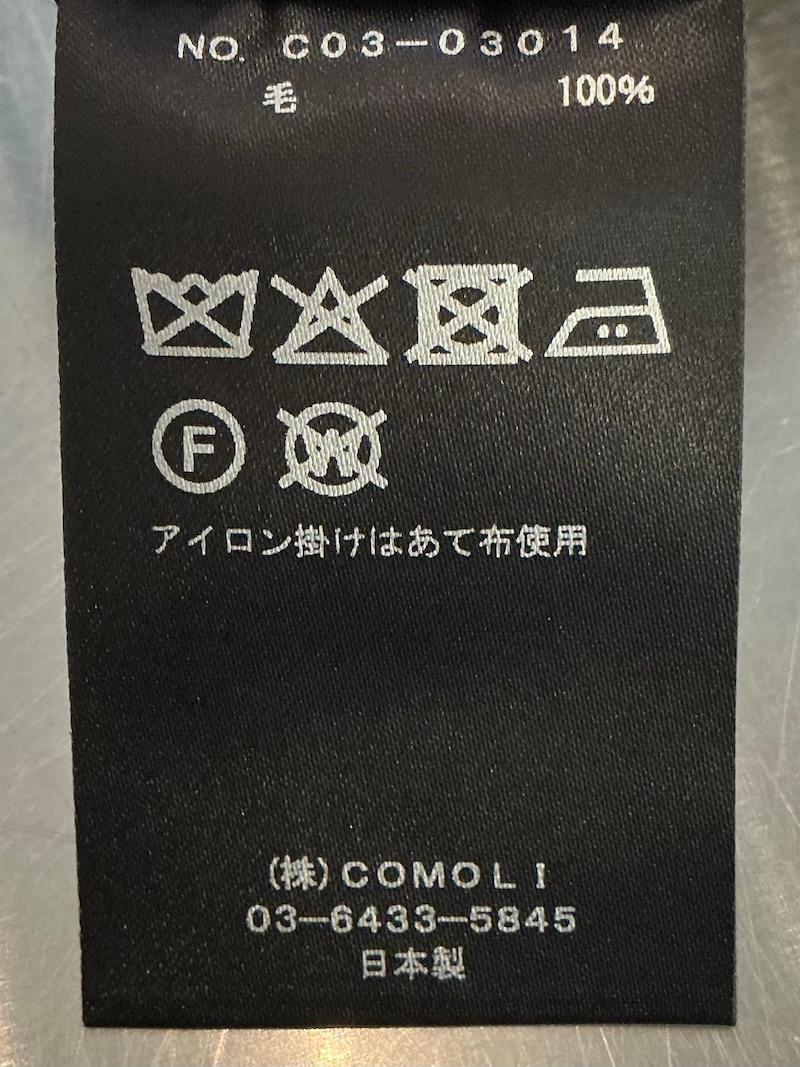 NO. C03-03014
毛 100%
F W
アイロン掛けはあて布使用
(株)COMOLI
03-6433-5845
日本製